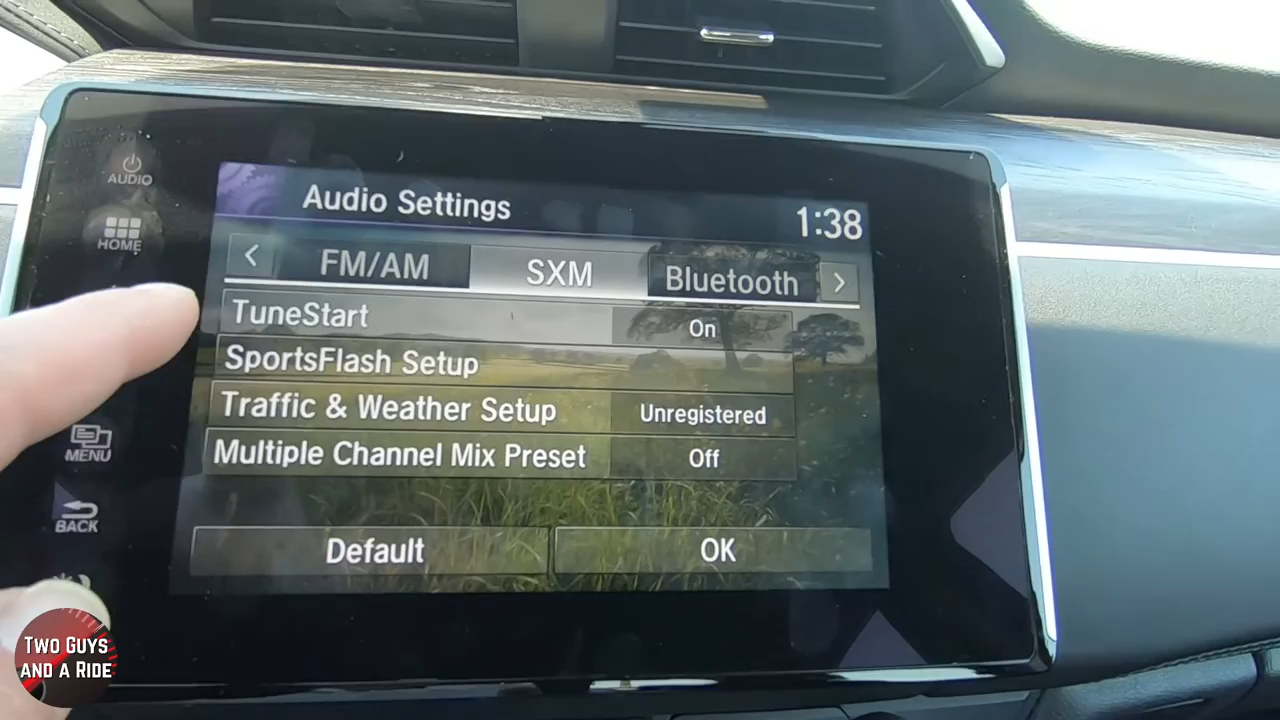 AUDIO
HOME
MENU
BACK
Audio Settings
1:38
< FM/AM SXM Bluetooth >
TuneStart On
SportsFlash Setup
Traffic & Weather Setup Unregistered
Multiple Channel Mix Preset Off
Default OK
TWO GUYS
AND A RIDE